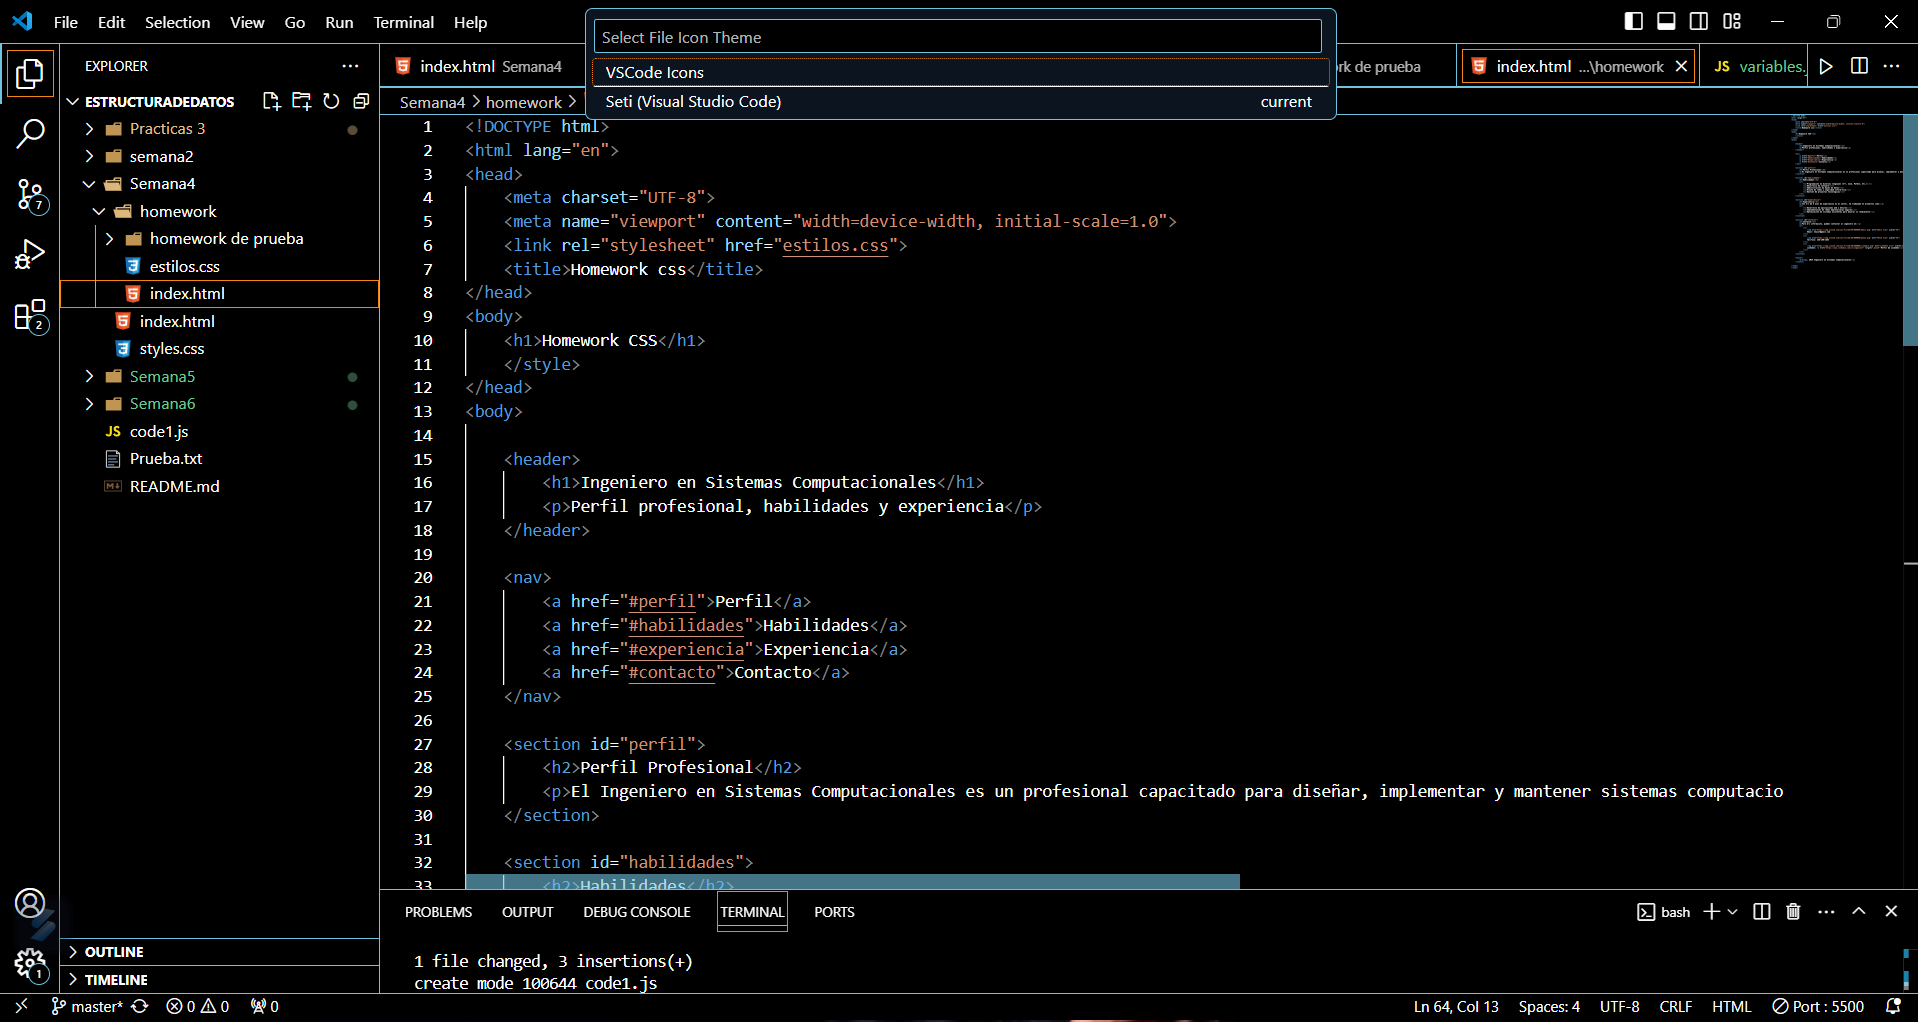 File Edit Selection View Go Run Terminal Help
Select File Icon Theme
VSCode Icons
Seti (Visual Studio Code) current
EXPLORER
ESTRUCTURADEDATOS
Practicas 3
semana2
Semana4
homework
homework de prueba
estilos.css
index.html
index.html
styles.css
Semana5
Semana6
JS code1.js
Prueba.txt
README.md
OUTLINE
TIMELINE
7
2
1
index.html Semana4
rk de prueba
index.html ...\homework
JS variables.
Semana4 > homework >
1 <!DOCTYPE html>
2 <html lang="en">
3 <head>
4 <meta charset="UTF-8">
5 <meta name="viewport" content="width=device-width, initial-scale=1.0">
6 <link rel="stylesheet" href="estilos.css">
7 <title>Homework css</title>
8 </head>
9 <body>
10 <h1>Homework CSS</h1>
11 </style>
12 </head>
13 <body>
14
15 <header>
16 <h1>Ingeniero en Sistemas Computacionales</h1>
17 <p>Perfil profesional, habilidades y experiencia</p>
18 </header>
19
20 <nav>
21 <a href="#perfil">Perfil</a>
22 <a href="#habilidades">Habilidades</a>
23 <a href="#experiencia">Experiencia</a>
24 <a href="#contacto">Contacto</a>
25 </nav>
26
27 <section id="perfil">
28 <h2>Perfil Profesional</h2>
29 <p>El Ingeniero en Sistemas Computacionales es un profesional capacitado para diseñar, implementar y mantener sistemas computacio
30 </section>
31
32 <section id="habilidades">
33 <h2>Habilidades</h2>
PROBLEMS OUTPUT DEBUG CONSOLE TERMINAL PORTS
bash
1 file changed, 3 insertions(+)
create mode 100644 code1.js
master* 0 0 0
Ln 64, Col 13 Spaces: 4 UTF-8 CRLF HTML Port : 5500